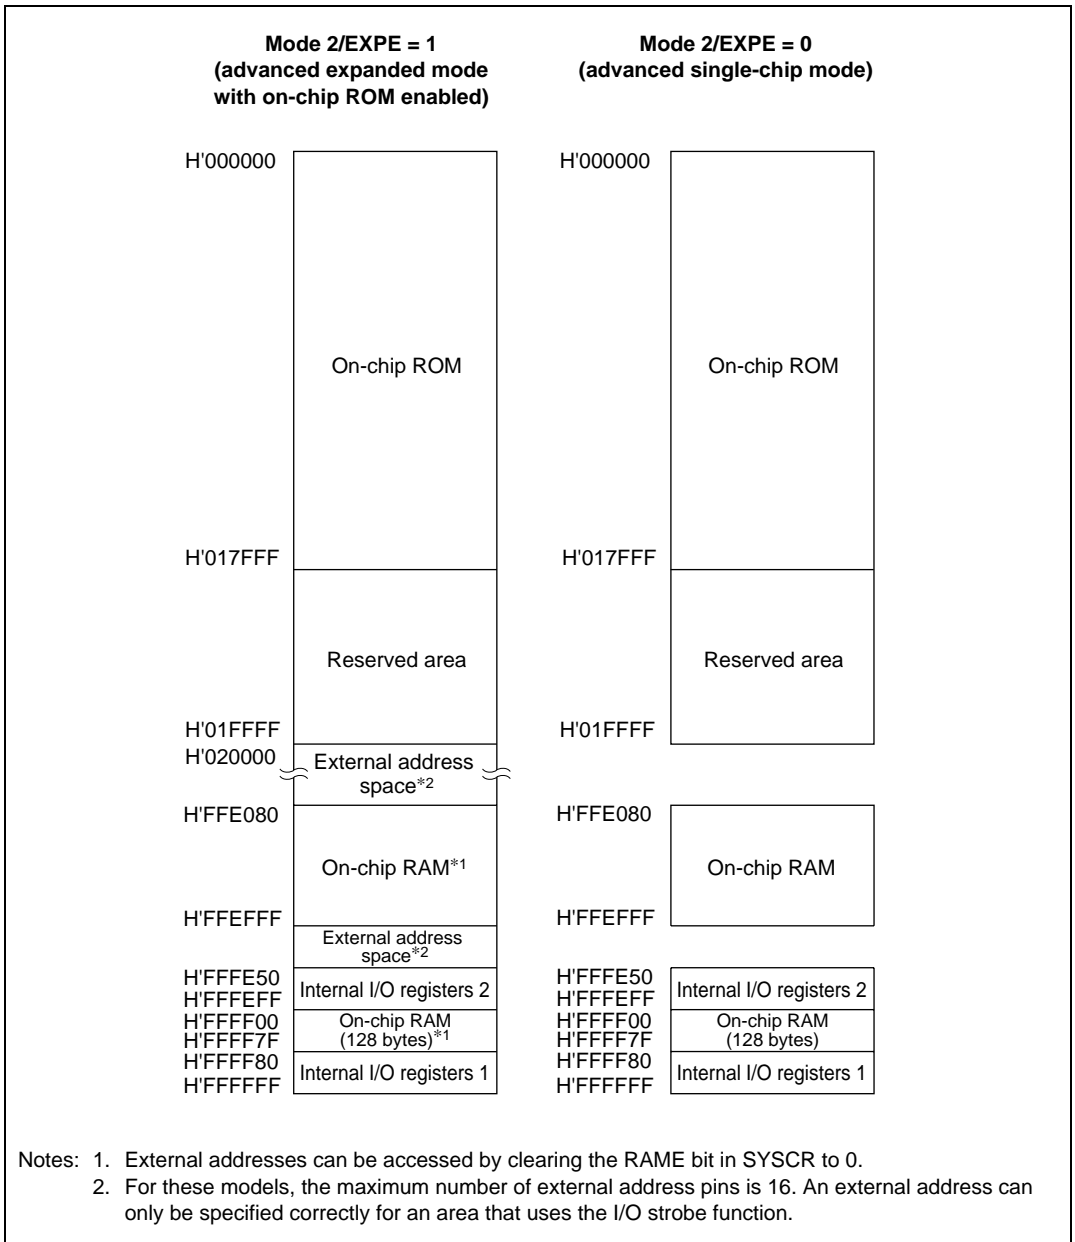 Mode 2/EXPE = 1
(advanced expanded mode
with on-chip ROM enabled)
Mode 2/EXPE = 0
(advanced single-chip mode)
H'000000
On-chip ROM
H'017FFF
Reserved area
H'01FFFF
H'020000
External address
space*2
H'FFE080
On-chip RAM*1
H'FFEFFF
External address
space*2
H'FFFE50
Internal I/O registers 2
H'FFFEFF
H'FFFF00
On-chip RAM
(128 bytes)*1
H'FFFF7F
H'FFFF80
Internal I/O registers 1
H'FFFFFF
H'000000
On-chip ROM
H'017FFF
Reserved area
H'01FFFF
H'FFE080
On-chip RAM
H'FFEFFF
H'FFFE50
Internal I/O registers 2
H'FFFEFF
H'FFFF00
On-chip RAM
(128 bytes)
H'FFFF7F
H'FFFF80
Internal I/O registers 1
H'FFFFFF
Notes: 1. External addresses can be accessed by clearing the RAME bit in SYSCR to 0.
2. For these models, the maximum number of external address pins is 16. An external address can
only be specified correctly for an area that uses the I/O strobe function.